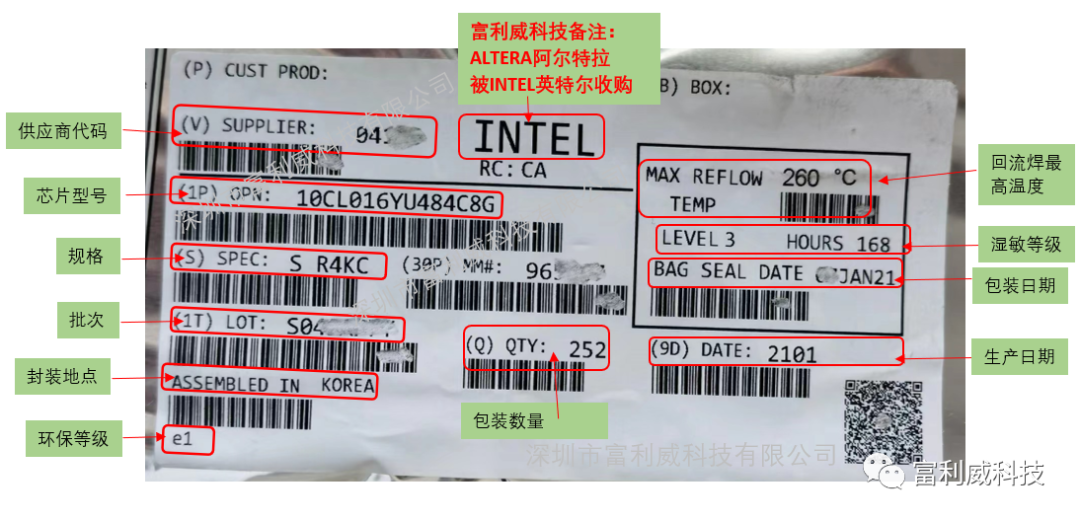 富利威科技备注：
ALTERA阿尔特拉
被INTEL英特尔收购
(P) CUST PROD:
B) BOX:
供应商代码
(V) SUPPLIER: 041
INTEL
RC: CA
芯片型号
(1P) OPN: 10CL016YU484C8G
MAX REFLOW 260 °C
TEMP
回流焊最
高温度
LEVEL 3 HOURS 168
湿敏等级
规格
(S) SPEC: S R4KC
(30P) MM#: 96
BAG SEAL DATE JAN21
包装日期
批次
(1T) LOT: S04
(Q) QTY: 252
(9D) DATE: 2101
生产日期
封装地点
ASSEMBLED IN KOREA
包装数量
环保等级
e1
深圳市富利威科技有限公司
富利威科技